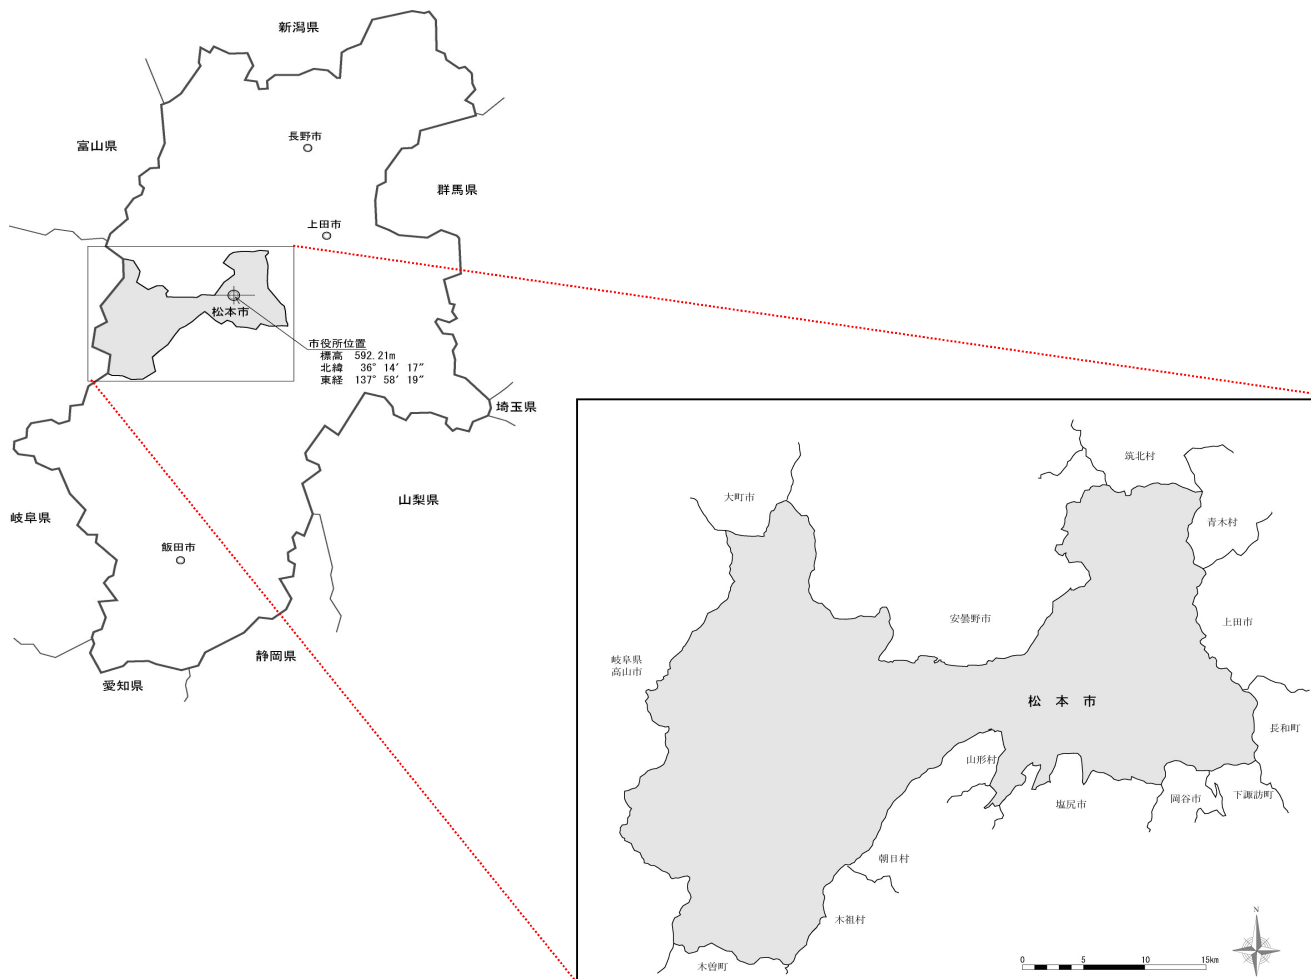 新潟県
長野市
富山県
群馬県
上田市
松本市
市役所位置
標高 592.21m
北緯 36° 14′ 17″
東経 137° 58′ 19″
埼玉県
山梨県
岐阜県
飯田市
静岡県
愛知県
筑北村
大町市
青木村
安曇野市
上田市
岐阜県
高山市
松本市
長和町
山形村
下諏訪町
岡谷市
塩尻市
朝日村
木祖村
木曽町
N
0 5 10 15km